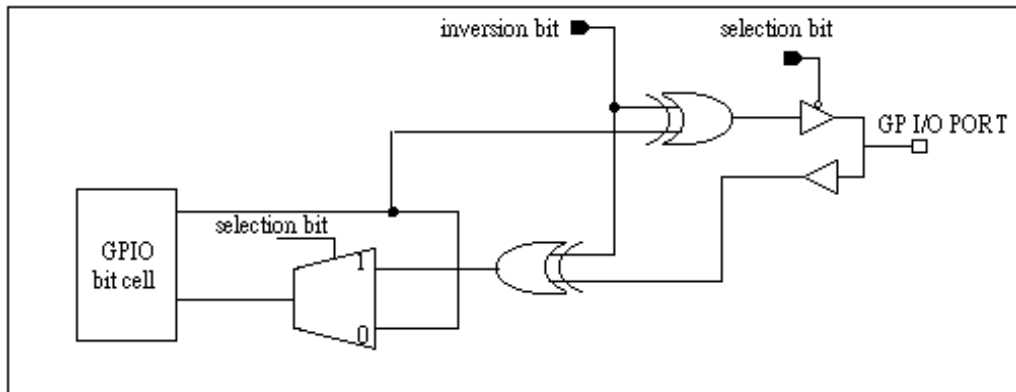 inversion bit
selection bit
GP I/O PORT
selection bit
GPIO
bit cell
1
0